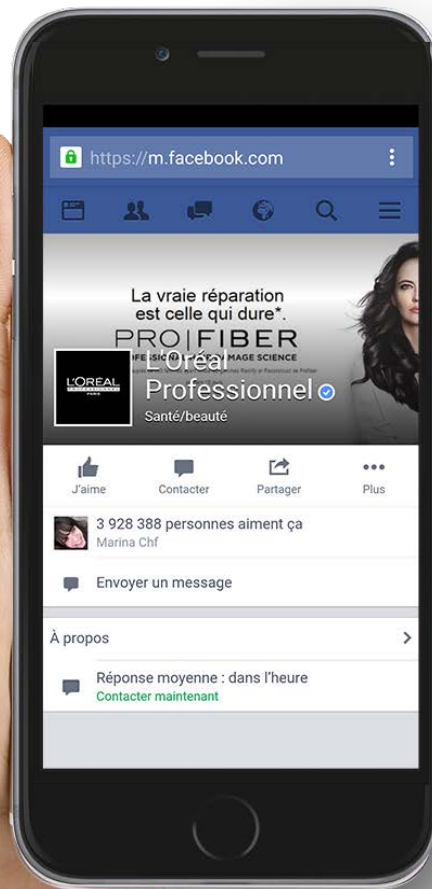 https://m.facebook.com
La vraie réparation
est celle qui dure*.
PRO|FIBER
L'ORÉAL
PROFESSIONNEL
PARIS
L'Oréal
Professionnel
Santé/beauté
J'aime
Contacter
Partager
Plus
3 928 388 personnes aiment ça
Marina Chf
Envoyer un message
À propos
Réponse moyenne : dans l'heure
Contacter maintenant